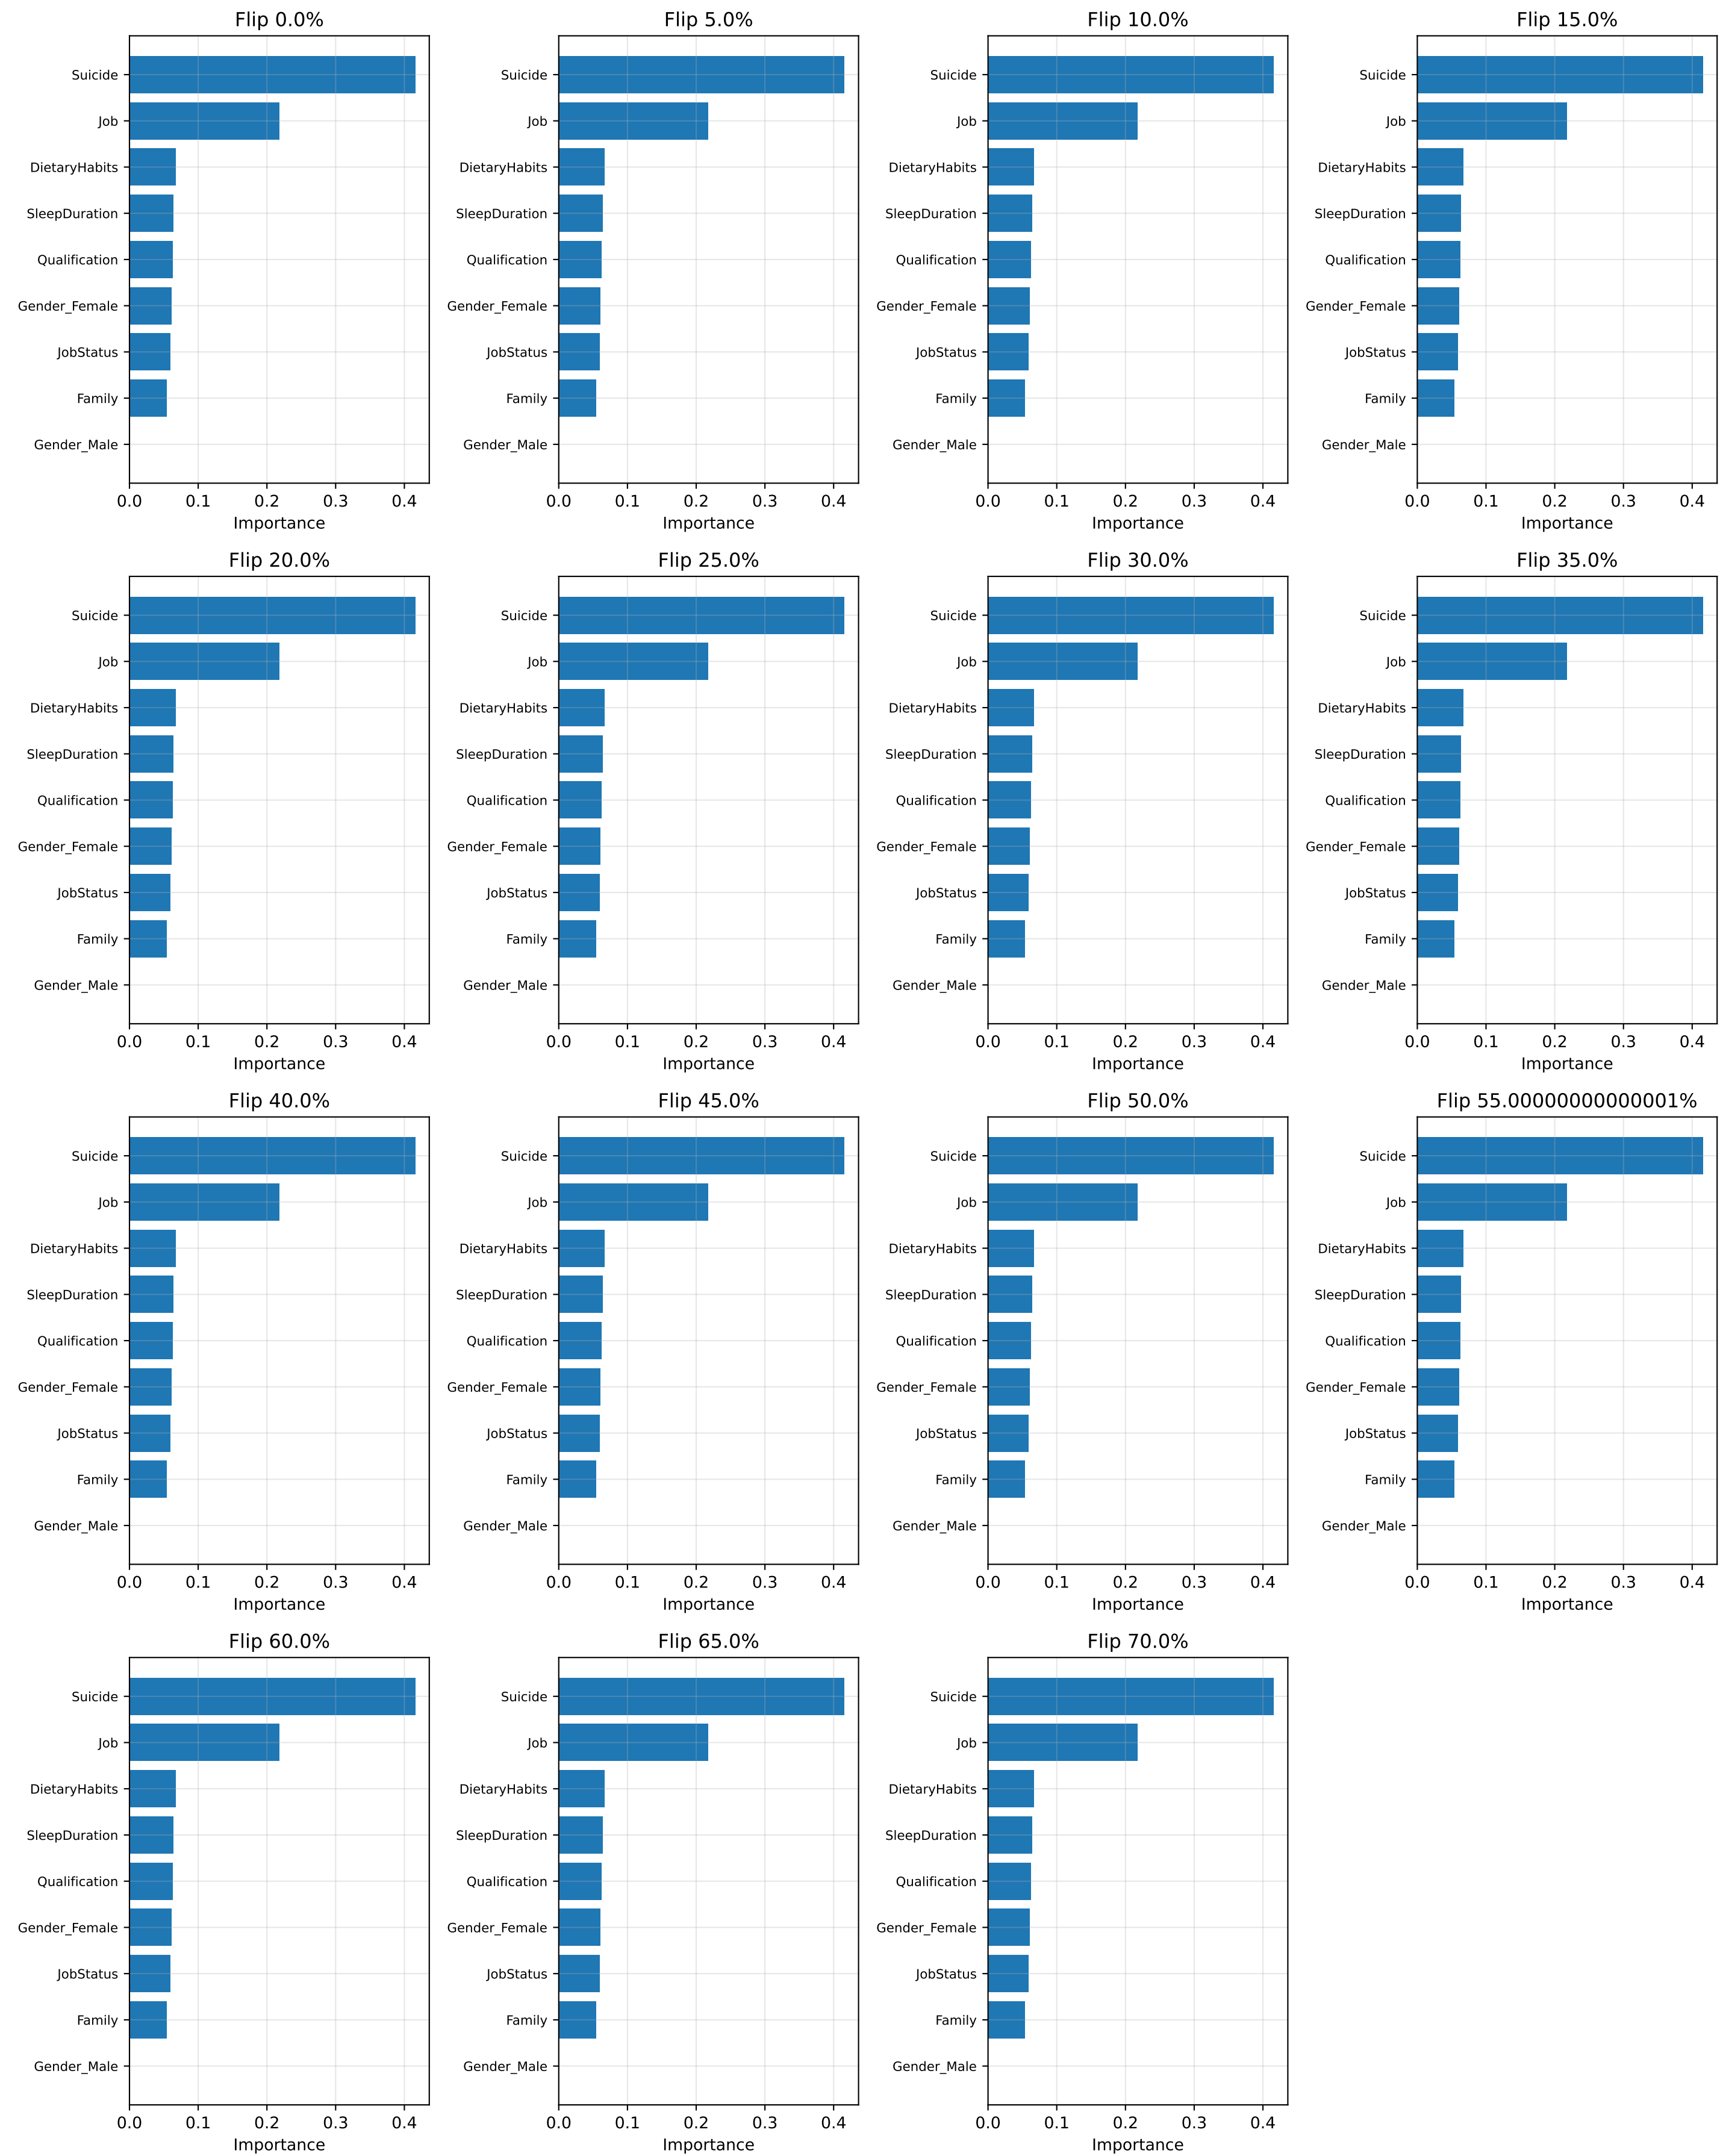 Flip 0.0%
Suicide
Job
DietaryHabits
SleepDuration
Qualification
Gender_Female
JobStatus
Family
Gender_Male
0.0 0.1 0.2 0.3 0.4
Importance
Flip 5.0%
Suicide
Job
DietaryHabits
SleepDuration
Qualification
Gender_Female
JobStatus
Family
Gender_Male
0.0 0.1 0.2 0.3 0.4
Importance
Flip 10.0%
Suicide
Job
DietaryHabits
SleepDuration
Qualification
Gender_Female
JobStatus
Family
Gender_Male
0.0 0.1 0.2 0.3 0.4
Importance
Flip 15.0%
Suicide
Job
DietaryHabits
SleepDuration
Qualification
Gender_Female
JobStatus
Family
Gender_Male
0.0 0.1 0.2 0.3 0.4
Importance
Flip 20.0%
Suicide
Job
DietaryHabits
SleepDuration
Qualification
Gender_Female
JobStatus
Family
Gender_Male
0.0 0.1 0.2 0.3 0.4
Importance
Flip 25.0%
Suicide
Job
DietaryHabits
SleepDuration
Qualification
Gender_Female
JobStatus
Family
Gender_Male
0.0 0.1 0.2 0.3 0.4
Importance
Flip 30.0%
Suicide
Job
DietaryHabits
SleepDuration
Qualification
Gender_Female
JobStatus
Family
Gender_Male
0.0 0.1 0.2 0.3 0.4
Importance
Flip 35.0%
Suicide
Job
DietaryHabits
SleepDuration
Qualification
Gender_Female
JobStatus
Family
Gender_Male
0.0 0.1 0.2 0.3 0.4
Importance
Flip 40.0%
Suicide
Job
DietaryHabits
SleepDuration
Qualification
Gender_Female
JobStatus
Family
Gender_Male
0.0 0.1 0.2 0.3 0.4
Importance
Flip 45.0%
Suicide
Job
DietaryHabits
SleepDuration
Qualification
Gender_Female
JobStatus
Family
Gender_Male
0.0 0.1 0.2 0.3 0.4
Importance
Flip 50.0%
Suicide
Job
DietaryHabits
SleepDuration
Qualification
Gender_Female
JobStatus
Family
Gender_Male
0.0 0.1 0.2 0.3 0.4
Importance
Flip 55.00000000000001%
Suicide
Job
DietaryHabits
SleepDuration
Qualification
Gender_Female
JobStatus
Family
Gender_Male
0.0 0.1 0.2 0.3 0.4
Importance
Flip 60.0%
Suicide
Job
DietaryHabits
SleepDuration
Qualification
Gender_Female
JobStatus
Family
Gender_Male
0.0 0.1 0.2 0.3 0.4
Importance
Flip 65.0%
Suicide
Job
DietaryHabits
SleepDuration
Qualification
Gender_Female
JobStatus
Family
Gender_Male
0.0 0.1 0.2 0.3 0.4
Importance
Flip 70.0%
Suicide
Job
DietaryHabits
SleepDuration
Qualification
Gender_Female
JobStatus
Family
Gender_Male
0.0 0.1 0.2 0.3 0.4
Importance